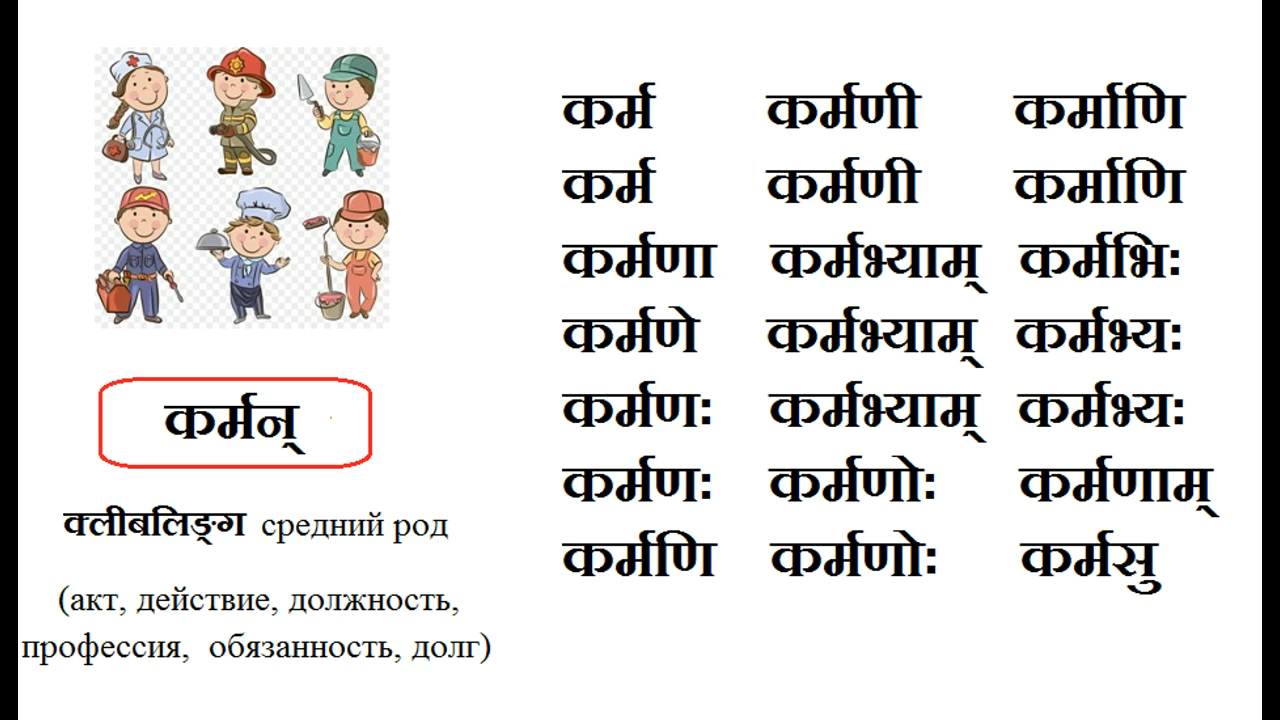 कर्म कर्मणी कर्माणि
कर्म कर्मणी कर्माणि
कर्मणा कर्मभ्याम् कर्मभिः
कर्मणे कर्मभ्याम् कर्मभ्यः
कर्मणः कर्मभ्याम् कर्मभ्यः
कर्मणः कर्मणोः कर्मणाम्
कर्मणि कर्मणोः कर्मसु
कर्मन्
क्लीबलिङ्ग средний род
(акт, действие, должность,
профессия, обязанность, долг)